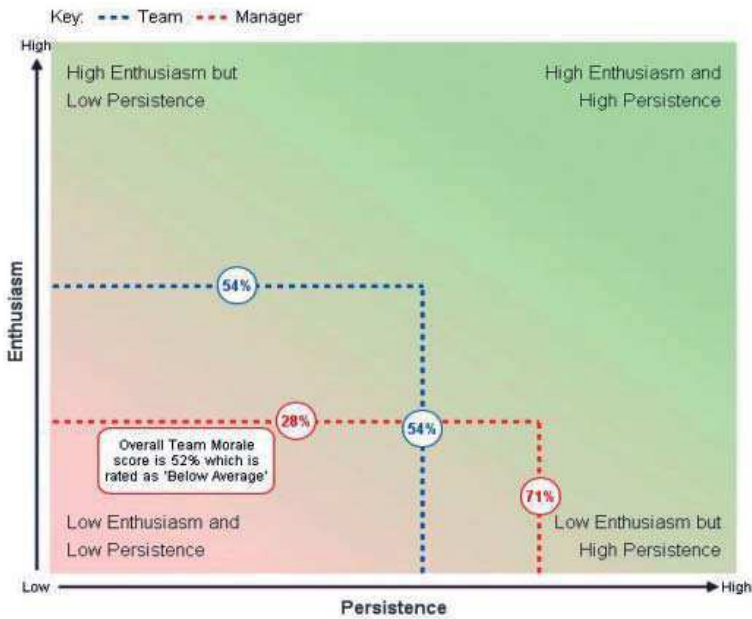 Key: Team Manager
High
High Enthusiasm but
Low Persistence
High Enthusiasm and
High Persistence
Enthusiasm
54%
28%
54%
Overall Team Morale
score is 52% which is
rated as 'Below Average'
71%
Low Enthusiasm and
Low Persistence
Low Enthusiasm but
High Persistence
Low
High
Persistence